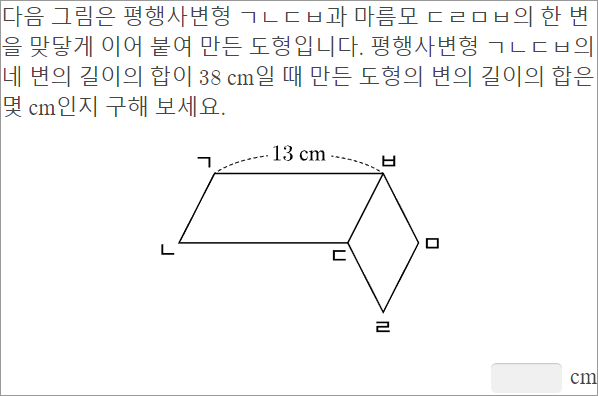 다음 그림은 평행사변형 ㄱㄴㄷㅂ과 마름모 ㄷㄹㅁㅂ의 한 변
을 맞닿게 이어 붙여 만든 도형입니다. 평행사변형 ㄱㄴㄷㅂ의
네 변의 길이의 합이 38 cm일 때 만든 도형의 변의 길이의 합은
몇 cm인지 구해 보세요.
13 cm
ㄱ ㅂ
ㄴ ㄷ ㅁ
ㄹ
cm